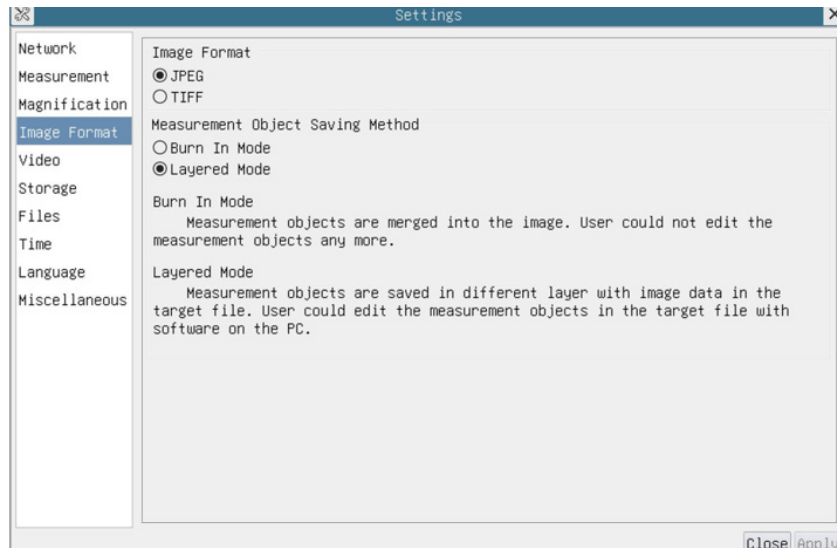 Settings
Network
Measurement
Magnification
Image Format
Video
Storage
Files
Time
Language
Miscellaneous
Image Format
JPEG
TIFF
Measurement Object Saving Method
Burn In Mode
Layered Mode
Burn In Mode
Measurement objects are merged into the image. User could not edit the
measurement objects any more.
Layered Mode
Measurement objects are saved in different layer with image data in the
target file. User could edit the measurement objects in the target file with
software on the PC.
Close Apply